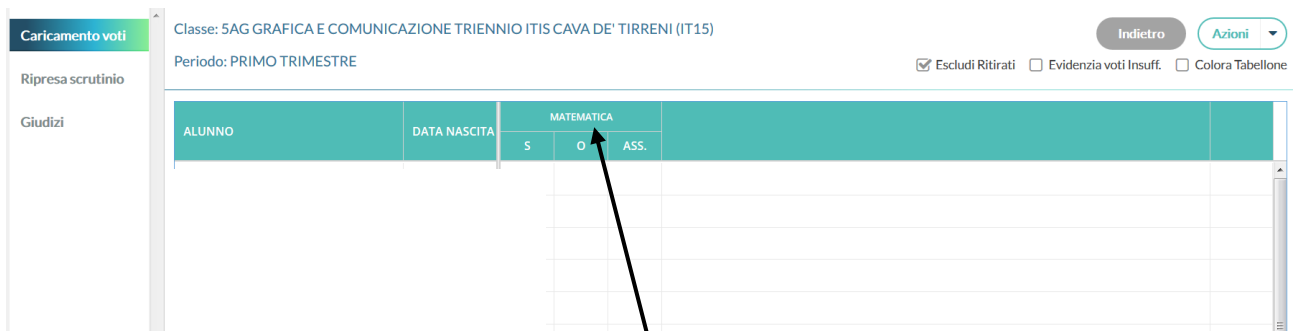 Caricamento voti
Ripresa scrutinio
Giudizi
Classe: 5AG GRAFICA E COMUNICAZIONE TRIENNIO ITIS CAVA DE' TIRRENI (IT15)
Periodo: PRIMO TRIMESTRE
Indietro
Azioni
Escludi Ritirati
Evidenzia voti Insuff.
Colora Tabellone
ALUNNO
DATA NASCITA
MATEMATICA
S O ASS.